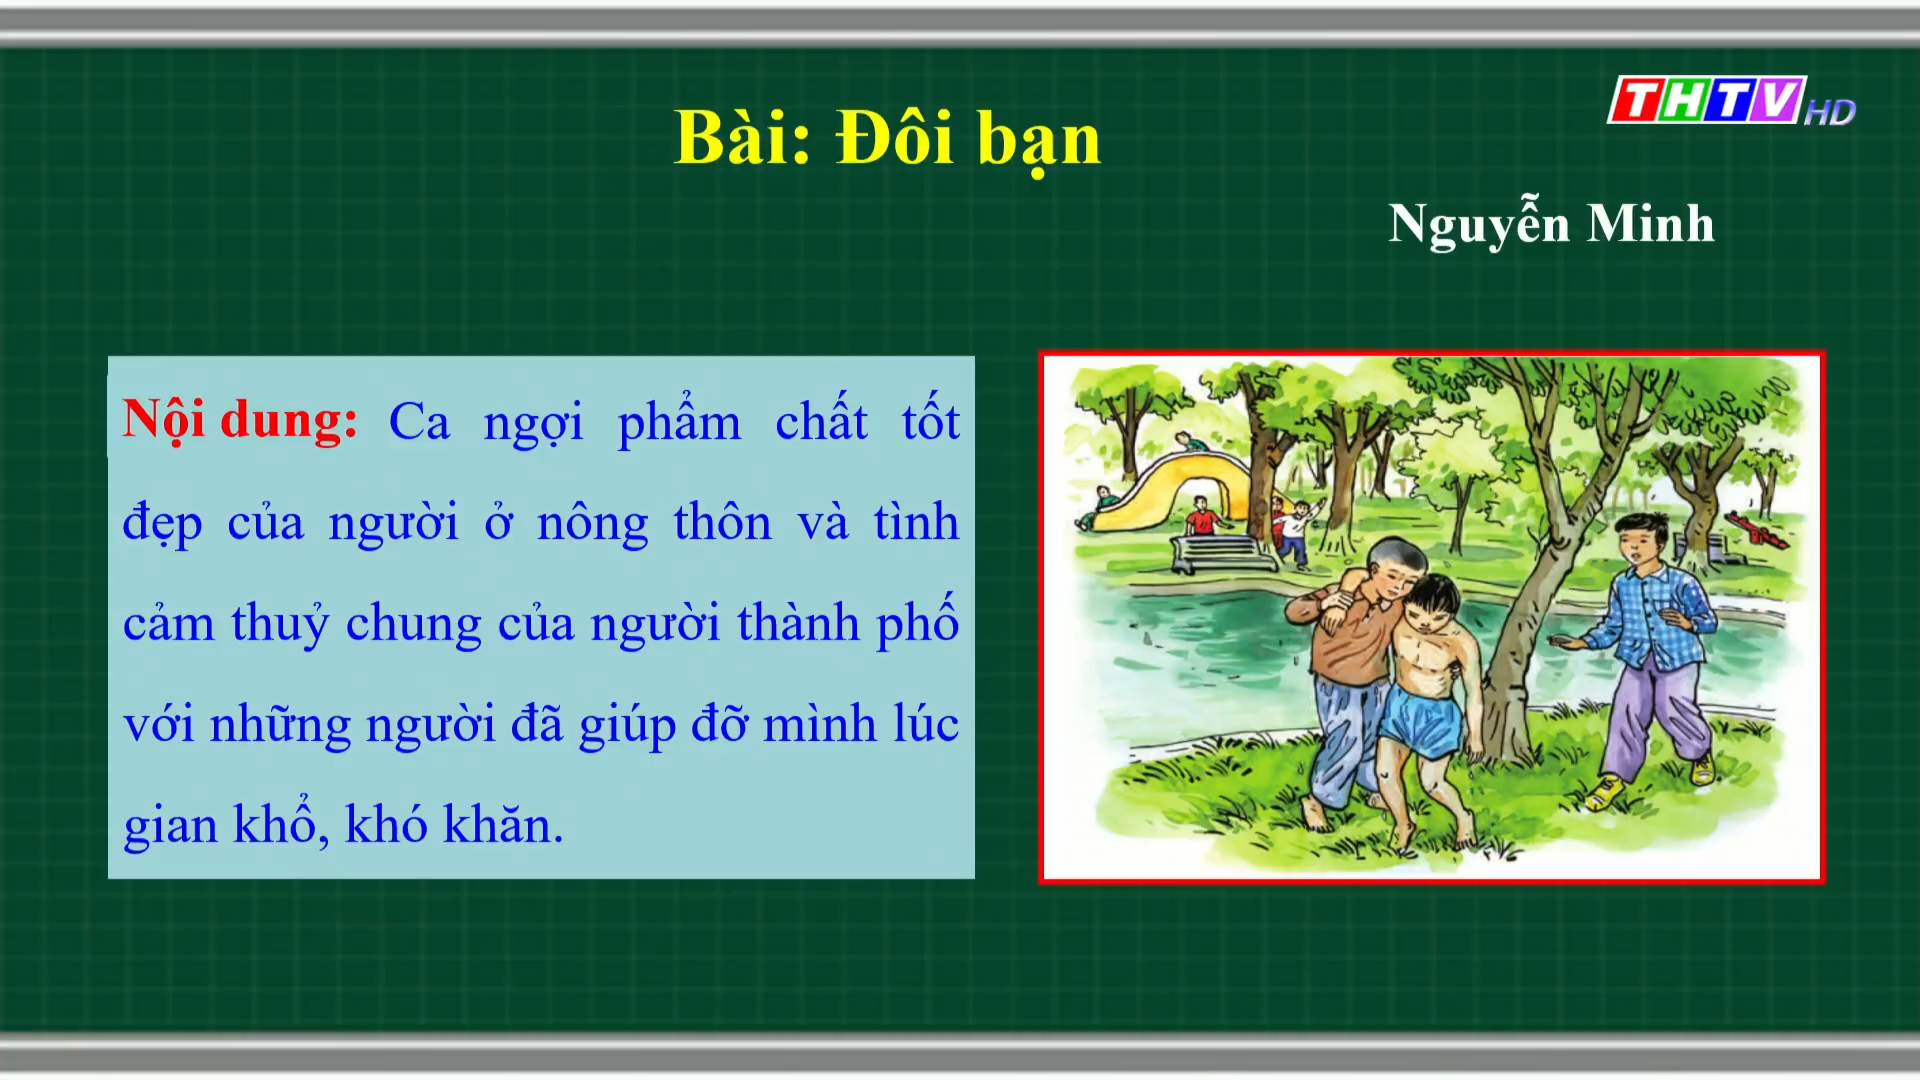 THTV HD
Bài: Đôi bạn
Nguyễn Minh
Nội dung: Ca ngợi phẩm chất tốt
đẹp của người ở nông thôn và tình
cảm thuỷ chung của người thành phố
với những người đã giúp đỡ mình lúc
gian khổ, khó khăn.